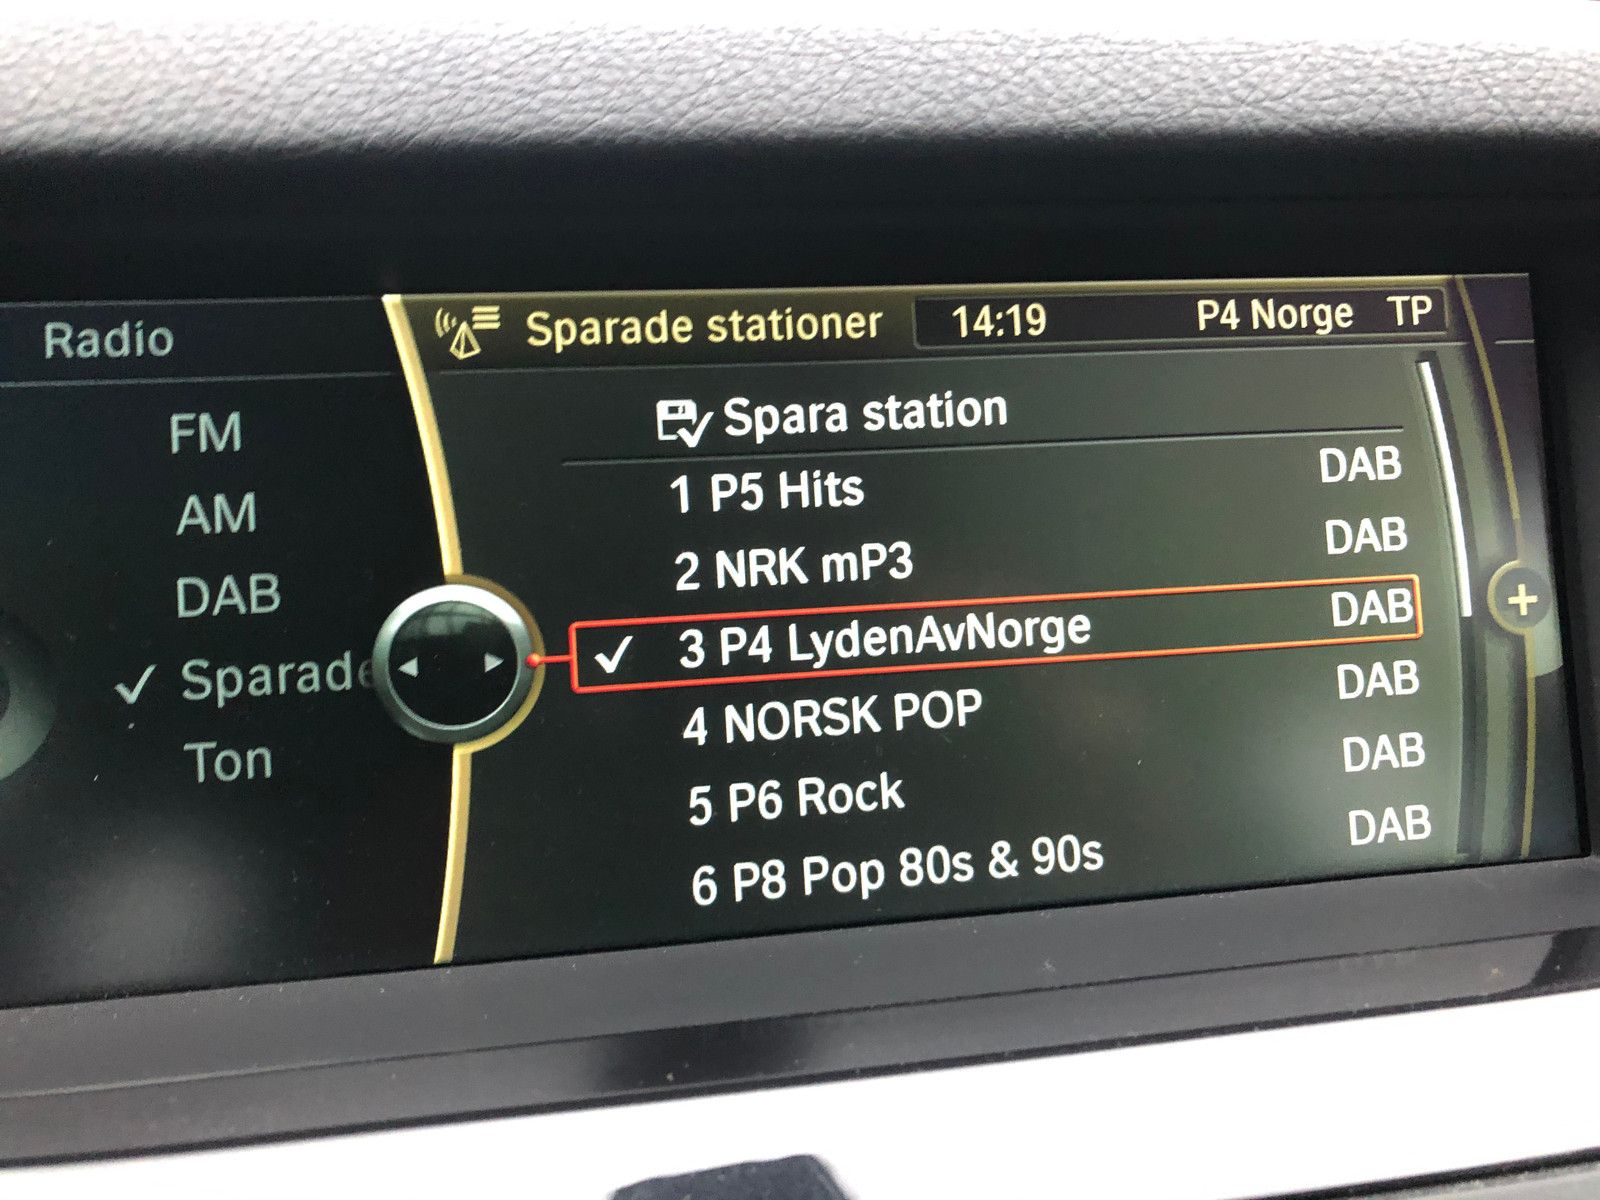 Radio
FM
AM
DAB
Sparade
Ton
Sparade stationer 14:19 P4 Norge TP
Spara station
1 P5 Hits DAB
2 NRK mP3 DAB
3 P4 LydenAvNorge DAB
4 NORSK POP DAB
5 P6 Rock DAB
6 P8 Pop 80s & 90s DAB
+